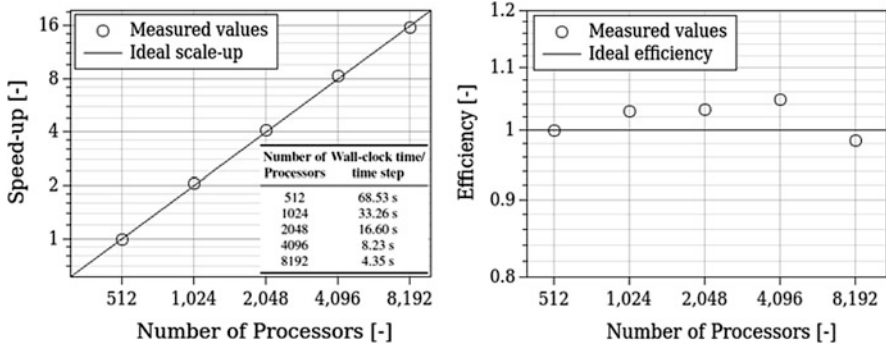 Speed-up [-]
16
8
4
2
1
Measured values
Ideal scale-up
Number of Processors Wall-clock time/ time step
512 68.53 s
1024 33.26 s
2048 16.60 s
4096 8.23 s
8192 4.35 s
512 1,024 2,048 4,096 8,192
Number of Processors [-]
Efficiency [-]
1.2
1.1
1
0.9
0.8
Measured values
Ideal efficiency
512 1,024 2,048 4,096 8,192
Number of Processors [-]